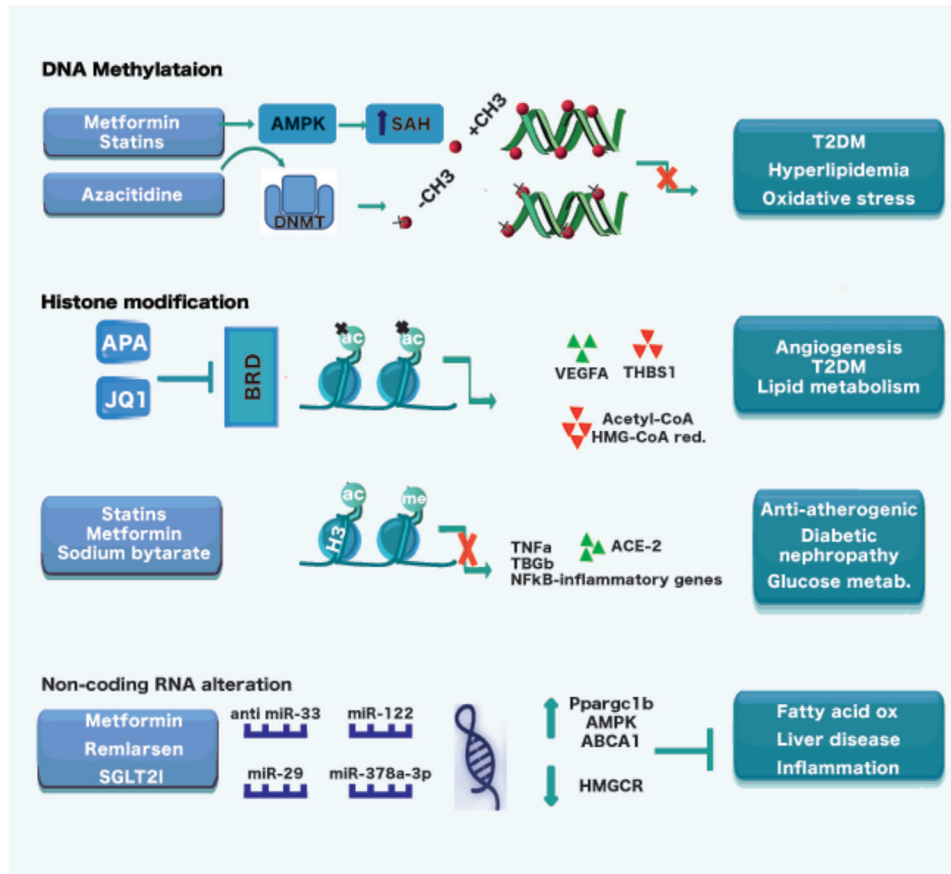 DNA Methylataion
Metformin
Statins
AMPK
SAH
+CH3
Azacitidine
DNMT
-CH3
T2DM
Hyperlipidemia
Oxidative stress
Histone modification
APA
JQ1
BRD
ac
ac
VEGFA
THBS1
Acetyl-CoA
HMG-CoA red.
Angiogenesis
T2DM
Lipid metabolism
Statins
Metformin
Sodium bytarate
ac
me
H3
TNFa
TBGb
NFkB-inflammatory genes
ACE-2
Anti-atherogenic
Diabetic
nephropathy
Glucose metab.
Non-coding RNA alteration
Metformin
Remlarsen
SGLT2I
anti miR-33
miR-122
miR-29
miR-378a-3p
Ppargc1b
AMPK
ABCA1
HMGCR
Fatty acid ox
Liver disease
Inflammation